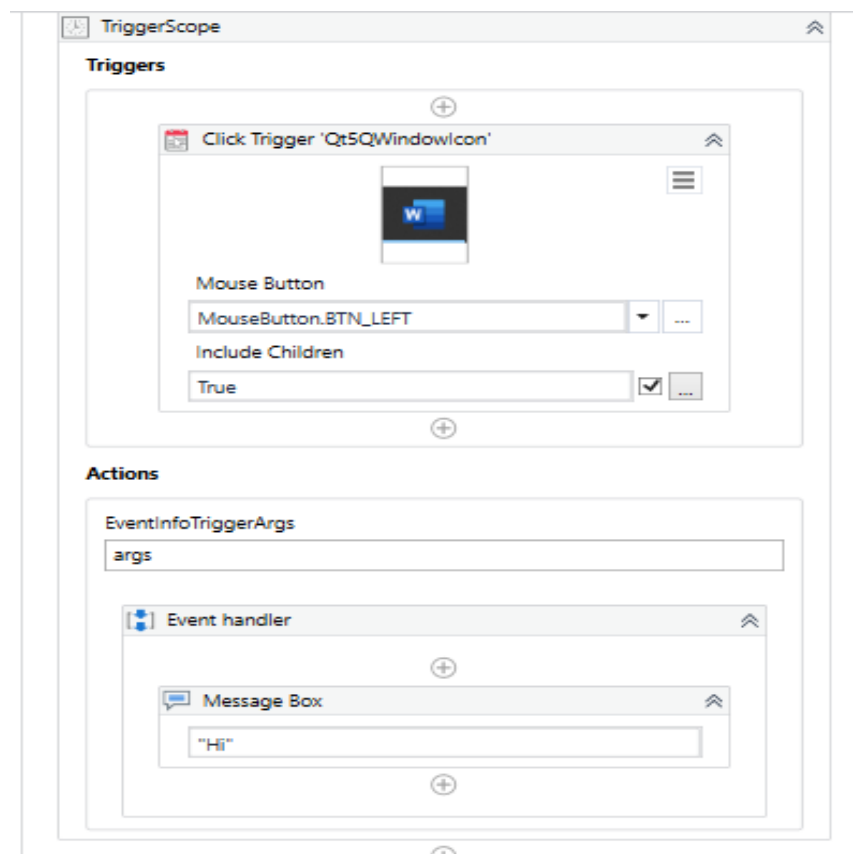 TriggerScope
Triggers
Click Trigger 'Qt5QWindowIcon'
W
Mouse Button
MouseButton.BTN_LEFT
...
Include Children
True
...
Actions
EventInfoTriggerArgs
args
Event handler
Message Box
"Hi"